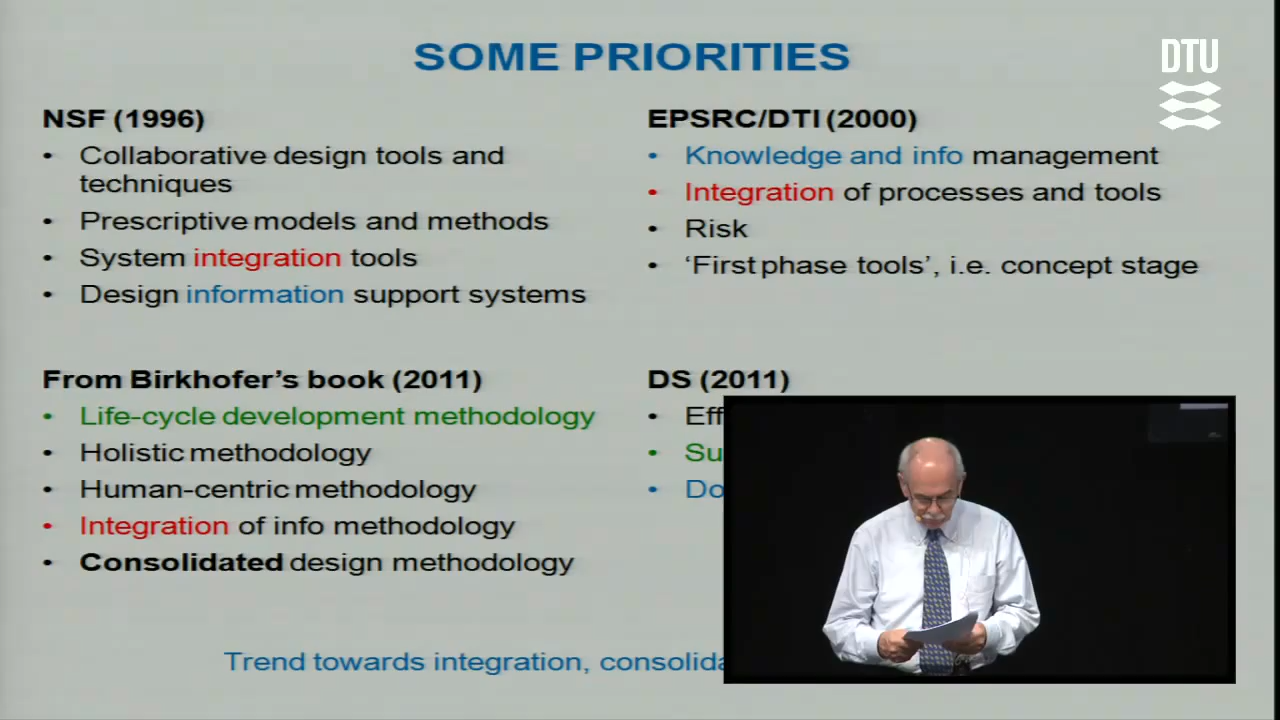 SOME PRIORITIES
DTU
NSF (1996)
• Collaborative design tools and
techniques
• Prescriptive models and methods
• System integration tools
• Design information support systems
EPSRC/DTI (2000)
• Knowledge and info management
• Integration of processes and tools
• Risk
• ‘First phase tools’, i.e. concept stage
From Birkhofer’s book (2011)
• Life-cycle development methodology
• Holistic methodology
• Human-centric methodology
• Integration of info methodology
• Consolidated design methodology
DS (2011)
• Eff
• Su
• Do
Trend towards integration, consolida